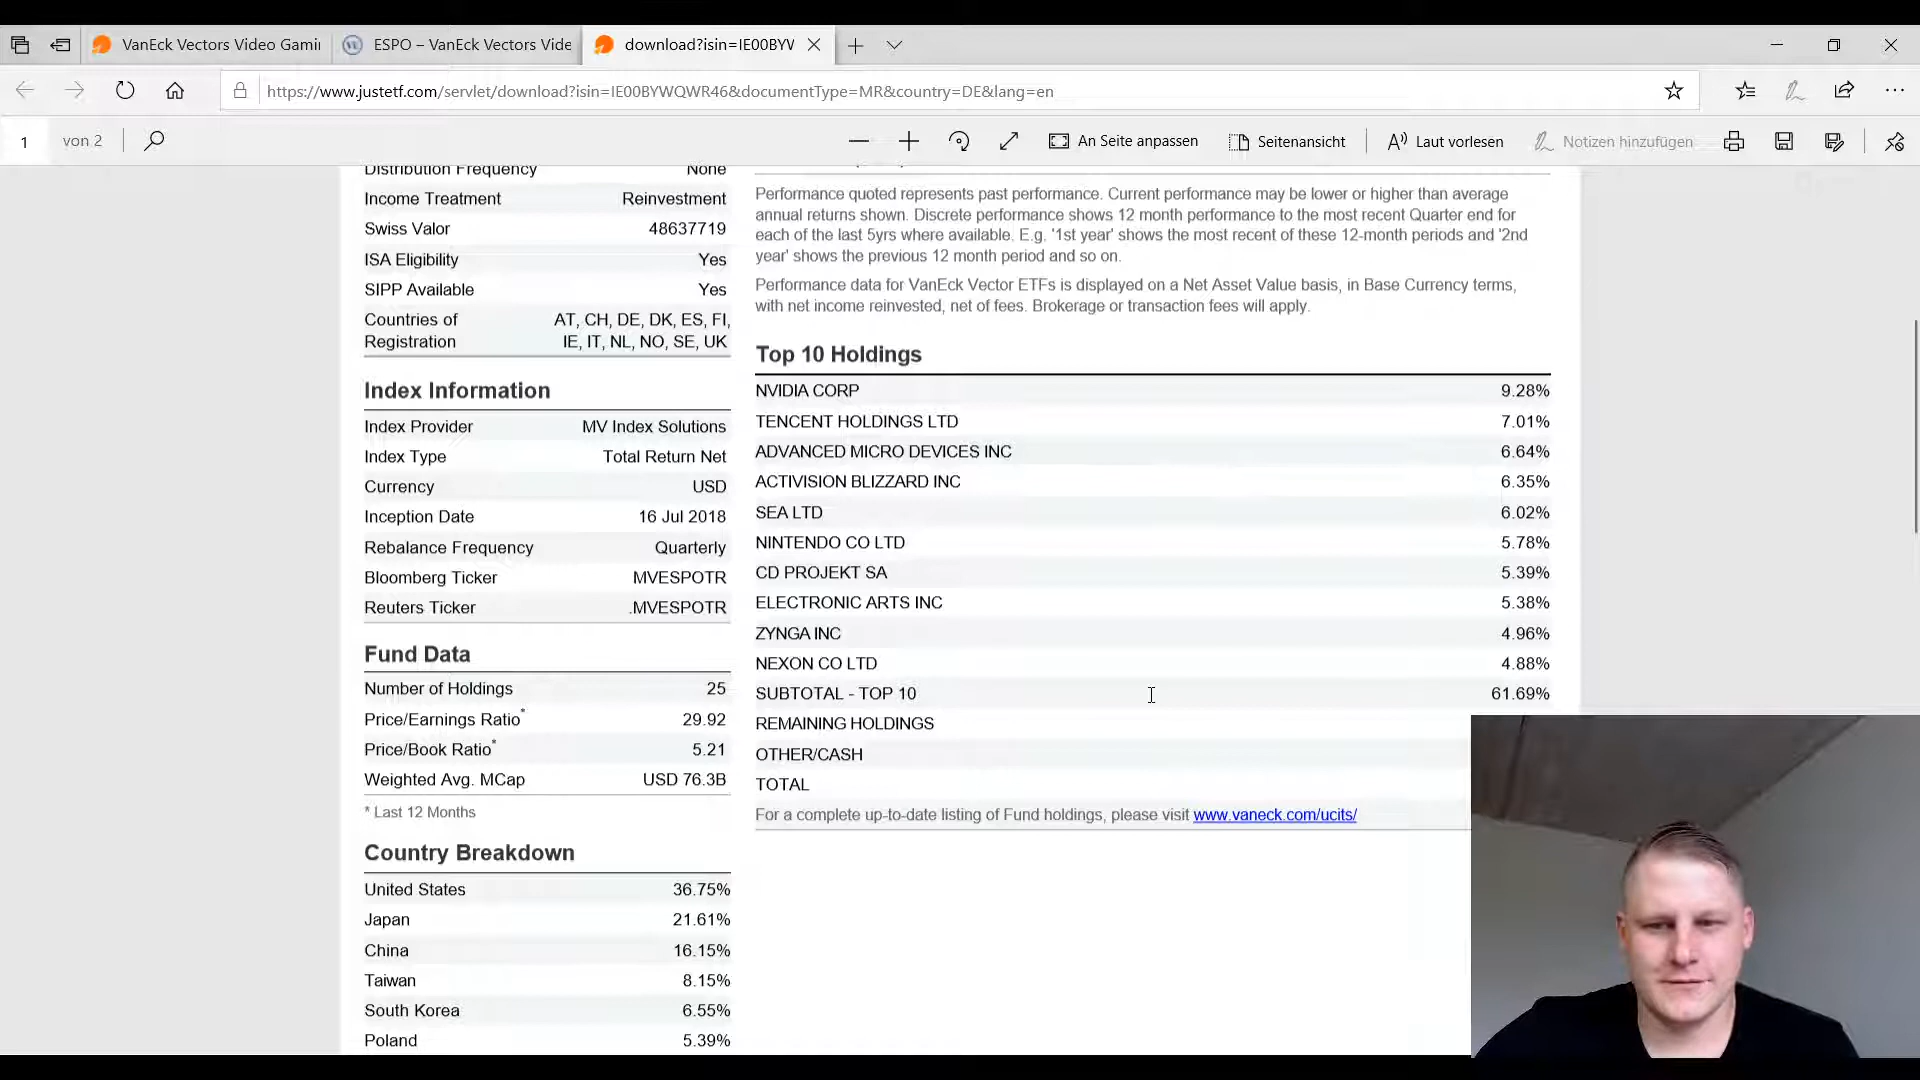 VanEck Vectors Video Gami
ESPO – VanEck Vectors Vide
download?isin=IE00BYV
https://www.justetf.com/servlet/download?isin=IE00BYWQWR46&documentType=MR&country=DE&lang=en
1 von 2
An Seite anpassen
Seitenansicht
Laut vorlesen
Notizen hinzufügen
Distribution Frequency None
Income Treatment Reinvestment
Swiss Valor 48637719
ISA Eligibility Yes
SIPP Available Yes
Countries of AT, CH, DE, DK, ES, FI,
Registration IE, IT, NL, NO, SE, UK
Index Information
Index Provider MV Index Solutions
Index Type Total Return Net
Currency USD
Inception Date 16 Jul 2018
Rebalance Frequency Quarterly
Bloomberg Ticker MVESPOTR
Reuters Ticker .MVESPOTR
Fund Data
Number of Holdings 25
Price/Earnings Ratio* 29.92
Price/Book Ratio* 5.21
Weighted Avg. MCap USD 76.3B
* Last 12 Months
Country Breakdown
United States 36.75%
Japan 21.61%
China 16.15%
Taiwan 8.15%
South Korea 6.55%
Poland 5.39%
Performance quoted represents past performance. Current performance may be lower or higher than average
annual returns shown. Discrete performance shows 12 month performance to the most recent Quarter end for
each of the last 5yrs where available. E.g. '1st year' shows the most recent of these 12-month periods and '2nd
year' shows the previous 12 month period and so on.
Performance data for VanEck Vector ETFs is displayed on a Net Asset Value basis, in Base Currency terms,
with net income reinvested, net of fees. Brokerage or transaction fees will apply.
Top 10 Holdings
NVIDIA CORP 9.28%
TENCENT HOLDINGS LTD 7.01%
ADVANCED MICRO DEVICES INC 6.64%
ACTIVISION BLIZZARD INC 6.35%
SEA LTD 6.02%
NINTENDO CO LTD 5.78%
CD PROJEKT SA 5.39%
ELECTRONIC ARTS INC 5.38%
ZYNGA INC 4.96%
NEXON CO LTD 4.88%
SUBTOTAL - TOP 10 61.69%
REMAINING HOLDINGS
OTHER/CASH
TOTAL
For a complete up-to-date listing of Fund holdings, please visit www.vaneck.com/ucits/